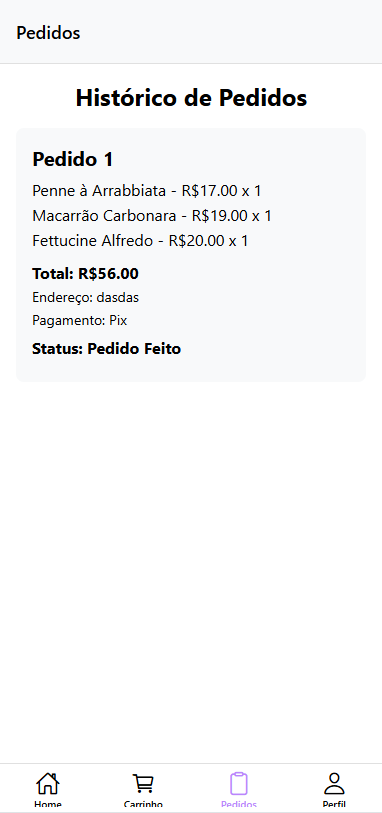 Pedidos
Histórico de Pedidos
Pedido 1
Penne à Arrabbiata - R$17.00 x 1
Macarrão Carbonara - R$19.00 x 1
Fettucine Alfredo - R$20.00 x 1
Total: R$56.00
Endereço: dasdas
Pagamento: Pix
Status: Pedido Feito
Home Carrinho Pedidos Perfil